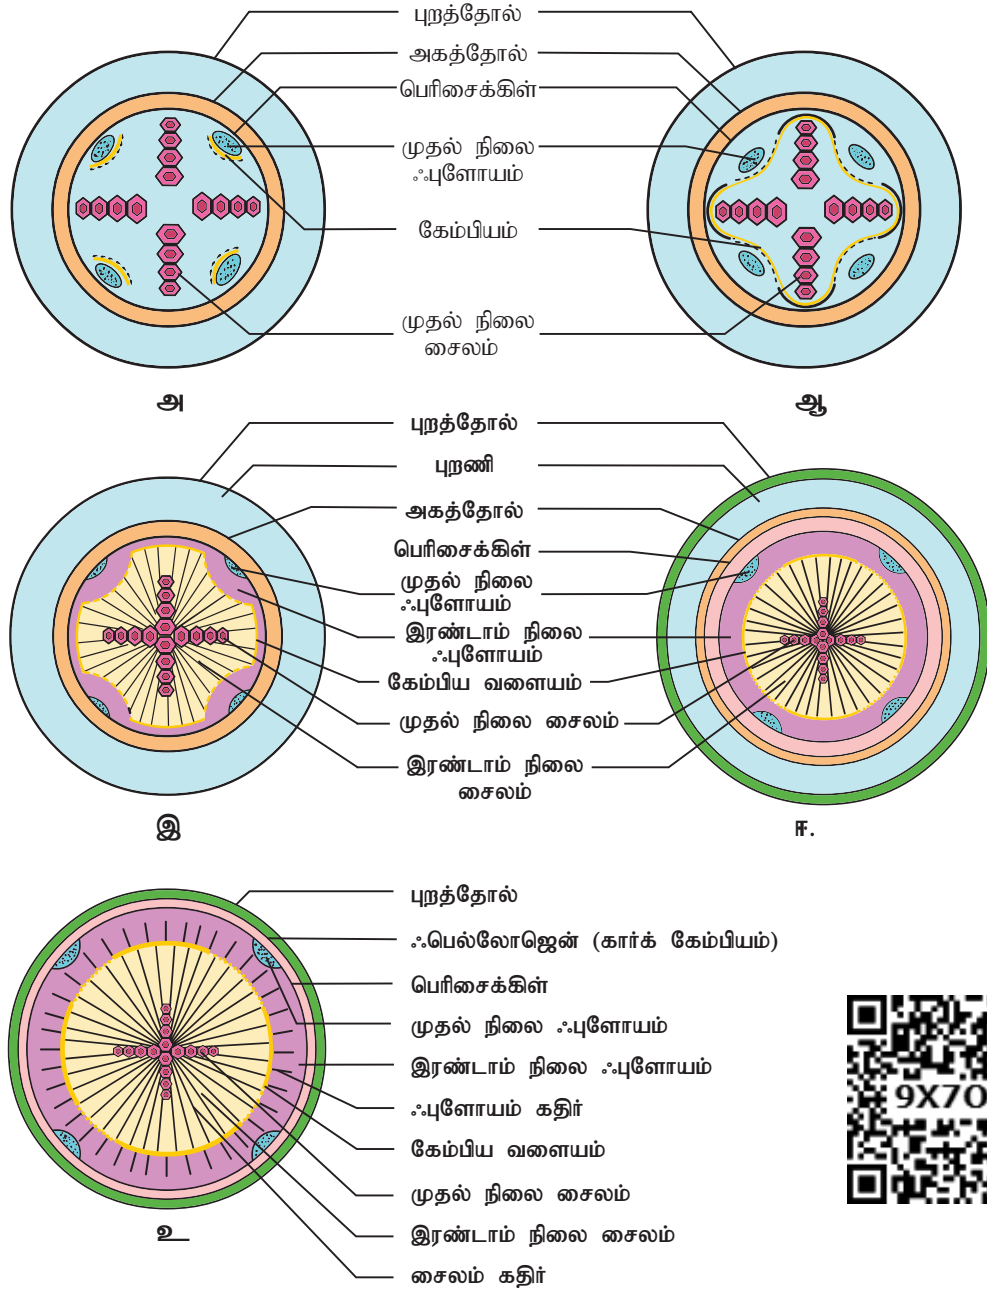 புறத்தோல்
அகத்தோல்
பெரிசைக்கிள்
முதல் நிலை
ஃபுளோயம்
கேம்பியம்
முதல் நிலை
சைலம்
அ
ஆ
புறத்தோல்
புறணி
அகத்தோல்
பெரிசைக்கிள்
முதல் நிலை
ஃபுளோயம்
இரண்டாம் நிலை
ஃபுளோயம்
கேம்பிய வளையம்
முதல் நிலை சைலம்
இரண்டாம் நிலை
சைலம்
இ
ஈ.
புறத்தோல்
ஃபெல்லோஜென் (கார்க் கேம்பியம்)
பெரிசைக்கிள்
முதல் நிலை ஃபுளோயம்
இரண்டாம் நிலை ஃபுளோயம்
ஃபுளோயம் கதிர்
கேம்பிய வளையம்
முதல் நிலை சைலம்
இரண்டாம் நிலை சைலம்
சைலம் கதிர்
உ
9X7O